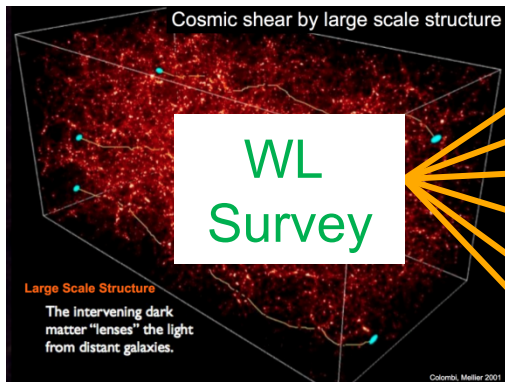 Cosmic shear by large scale structure
WL
Survey
Large Scale Structure
The intervening dark
matter “lenses” the light
from distant galaxies.
Colombi, Mellier 2001